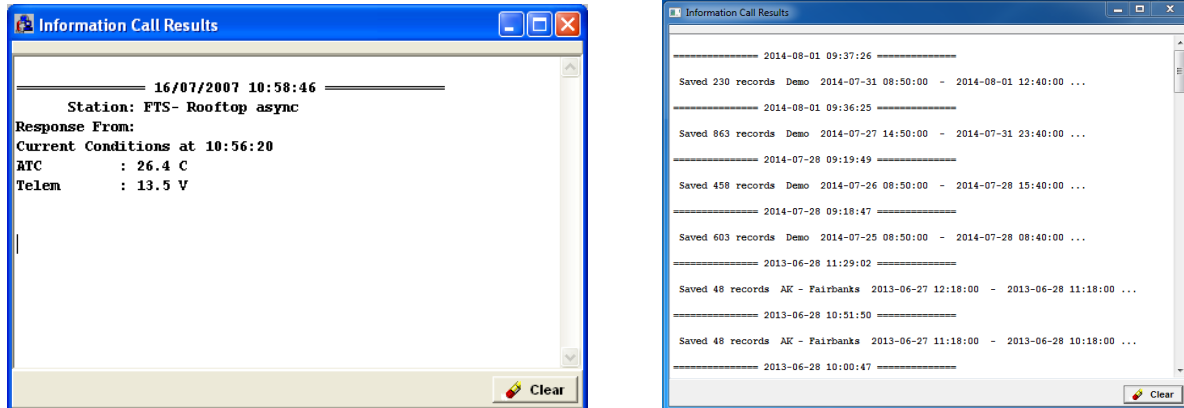 Information Call Results
================ 16/07/2007 10:58:46 ================
Station: FTS- Rooftop async
Response From:
Current Conditions at 10:56:20
ATC : 26.4 C
Telem : 13.5 V
Clear
Information Call Results
=============== 2014-08-01 09:37:26 ==============
Saved 230 records Demo 2014-07-31 08:50:00 - 2014-08-01 12:40:00 ...
=============== 2014-08-01 09:36:25 ==============
Saved 863 records Demo 2014-07-27 14:50:00 - 2014-07-31 23:40:00 ...
=============== 2014-07-28 09:19:49 ==============
Saved 458 records Demo 2014-07-26 08:50:00 - 2014-07-28 15:40:00 ...
=============== 2014-07-28 09:18:47 ==============
Saved 603 records Demo 2014-07-25 08:50:00 - 2014-07-28 08:40:00 ...
=============== 2013-06-28 11:29:02 ==============
Saved 48 records AK - Fairbanks 2013-06-27 12:18:00 - 2013-06-28 11:18:00 ...
=============== 2013-06-28 10:51:50 ==============
Saved 48 records AK - Fairbanks 2013-06-27 11:18:00 - 2013-06-28 10:18:00 ...
=============== 2013-06-28 10:00:47 ==============
Clear